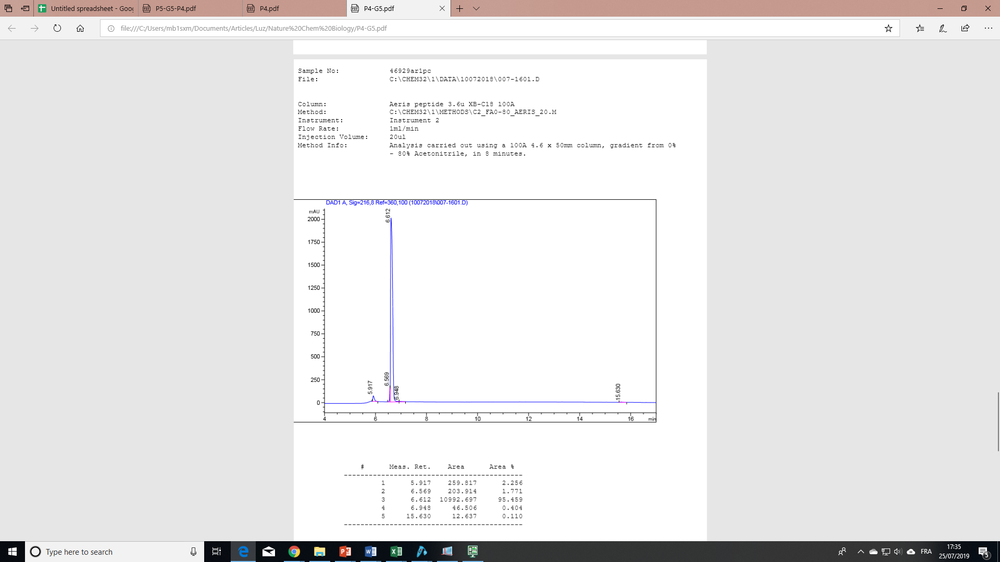 Untitled spreadsheet - Goog
P5-G5-P4.pdf
P4.pdf
P4-G5.pdf
file:///C:/Users/mb1sxm/Documents/Articles/Luz/Nature%20Chem%20Biology/P4-G5.pdf
Sample No: 46929ar1pc
File: C:\CHEM32\1\DATA\10072018\007-1601.D
Column: Aeris peptide 3.6u XB-C18 100A
Method: C:\CHEM32\1\METHODS\C2_FA0-80_AERIS_20.M
Instrument: Instrument 2
Flow Rate: 1ml/min
Injection Volume: 20ul
Method Info: Analysis carried out using a 100A 4.6 x 50mm column, gradient from 0%
- 80% Acetonitrile, in 8 minutes.
DAD1 A, Sig=216,8 Ref=360,100 (10072018\007-1601.D)
mAU
2000
1750
1500
1250
1000
750
500
250
0
6.612
5.917
6.569
6.948
15.630
4 6 8 10 12 14 16 min
# Meas. Ret. Area Area %
---------------------------------------------
1 5.917 259.817 2.256
2 6.569 203.914 1.771
3 6.612 10992.697 95.459
4 6.948 46.506 0.404
5 15.630 12.637 0.110
---------------------------------------------
Type here to search
FRA
17:35
25/07/2019
5